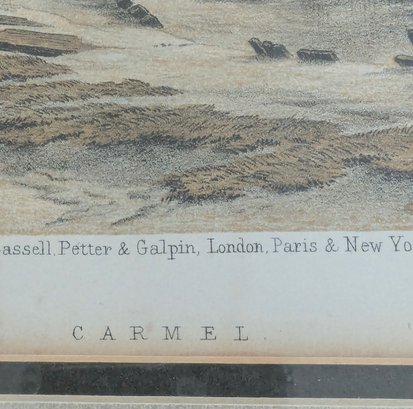 assell, Petter & Galpin, London, Paris & New Yo
CARMEL.